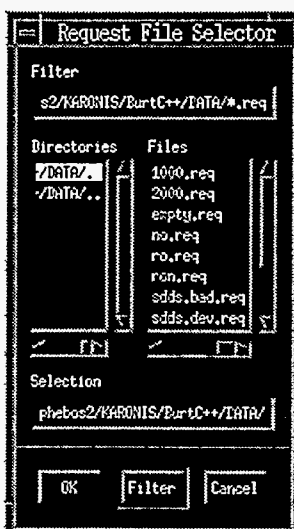 Request File Selector
Filter
s2/KARONIS/BurtC++/DATA/*.req
Directories Files
/DATA/. 1000.req
/DATA/.. 2000.req
empty.req
no.req
ro.req
ron.req
sdds.bad.req
sdds.dev.req
Selection
phebos2/KARONIS/BurtC++/DATA/
OK Filter Cancel